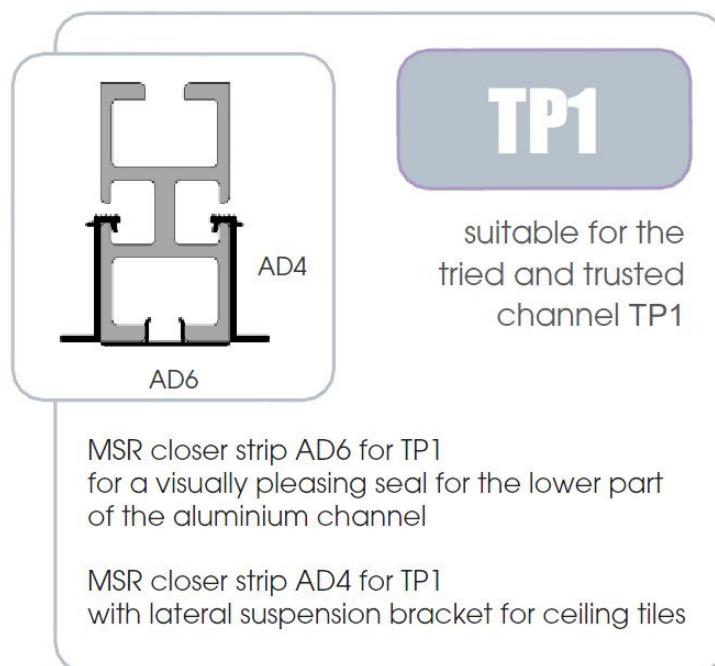 TP1
suitable for the
tried and trusted
channel TP1
AD4
AD6
MSR closer strip AD6 for TP1
for a visually pleasing seal for the lower part
of the aluminium channel
MSR closer strip AD4 for TP1
with lateral suspension bracket for ceiling tiles